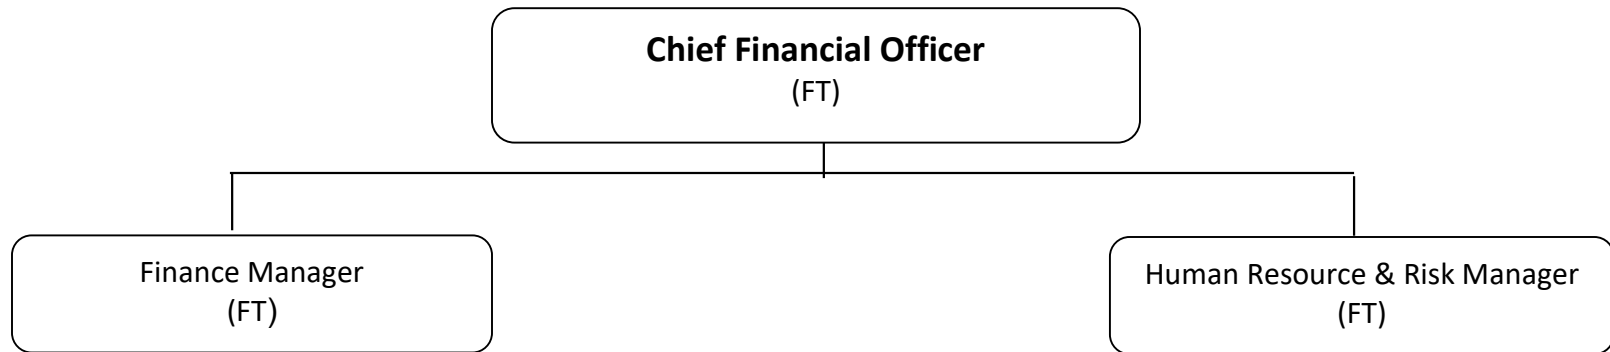 Chief Financial Officer
(FT)
Finance Manager
(FT)
Human Resource & Risk Manager
(FT)